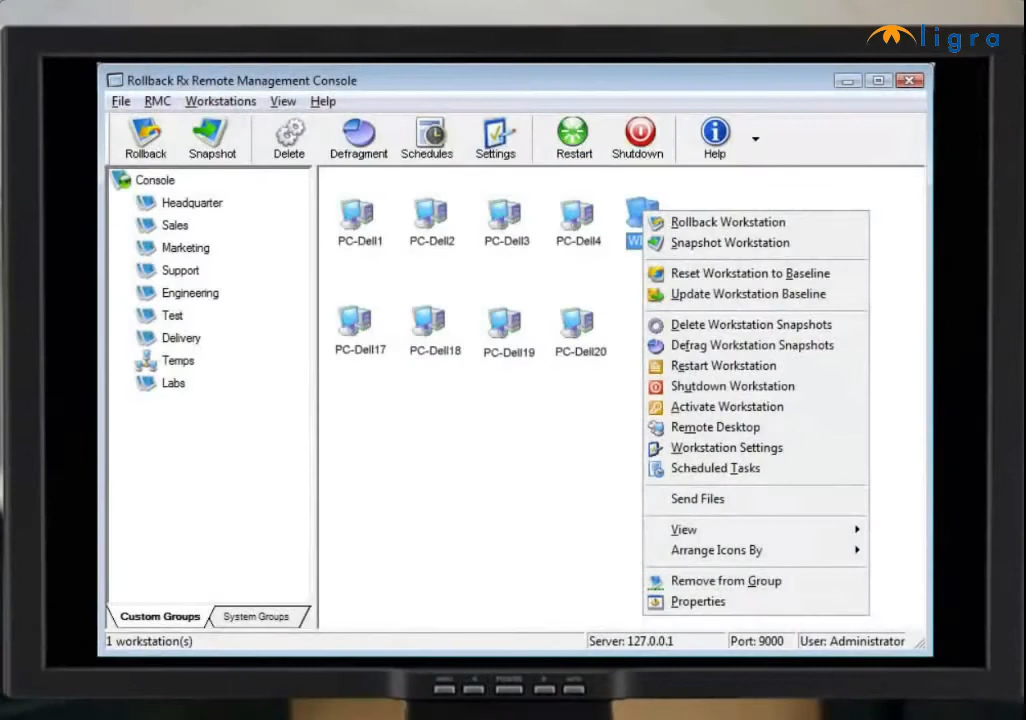 ligra
Rollback Rx Remote Management Console
File RMC Workstations View Help
Rollback Snapshot Delete Defragment Schedules Settings Restart Shutdown Help
Console
Headquarter
Sales
Marketing
Support
Engineering
Test
Delivery
Temps
Labs
PC-Dell1 PC-Dell2 PC-Dell3 PC-Dell4
PC-Dell17 PC-Dell18 PC-Dell19 PC-Dell20
Rollback Workstation
Snapshot Workstation
Reset Workstation to Baseline
Update Workstation Baseline
Delete Workstation Snapshots
Defrag Workstation Snapshots
Restart Workstation
Shutdown Workstation
Activate Workstation
Remote Desktop
Workstation Settings
Scheduled Tasks
Send Files
View
Arrange Icons By
Remove from Group
Properties
Custom Groups System Groups
1 workstation(s) Server: 127.0.0.1 Port: 9000 User: Administrator